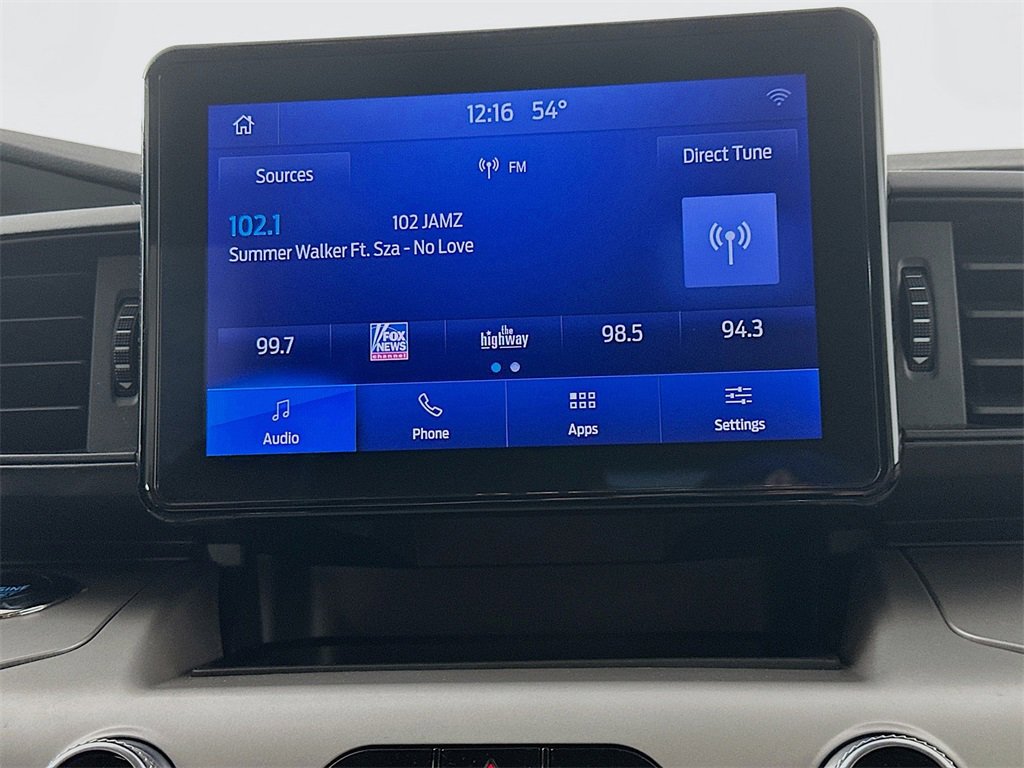 12:16 54°
Sources
FM
Direct Tune
102.1 102 JAMZ
Summer Walker Ft. Sza - No Love
99.7
FOX
NEWS
channel
the
highway
98.5
94.3
Audio
Phone
Apps
Settings